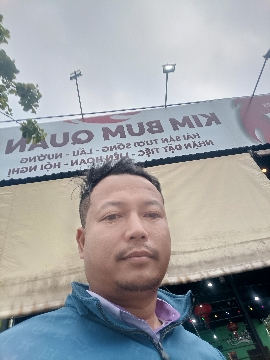 KIM BUM QUÁN
HẢI SẢN TƯƠI SỐNG - LẨU - NƯỚNG
NHẬN ĐẶT TIỆC - LIÊN HOAN - HỘI NGHỊ